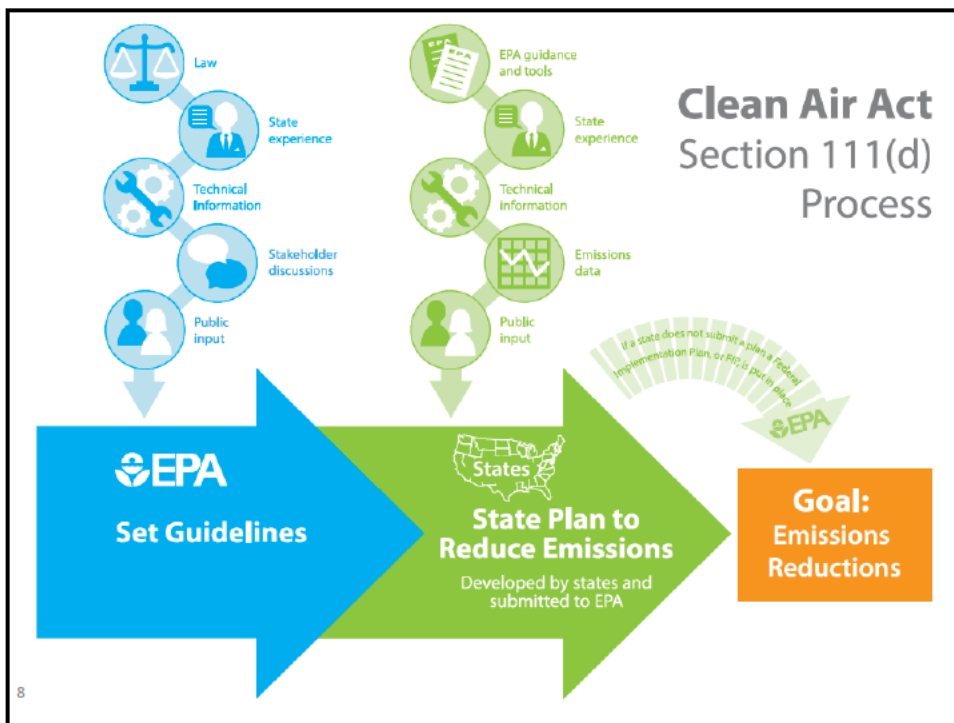 Law
State
experience
Technical
Information
Stakeholder
discussions
Public
input
EPA
EPA
EPA guidance
and tools
State
experience
Technical
information
Emissions
data
Public
input
Clean Air Act
Section 111(d)
Process
If a state does not submit a plan a Federal
Implementation Plan, or FIP, is put in place
EPA
EPA
Set Guidelines
States
State Plan to
Reduce Emissions
Developed by states and
submitted to EPA
Goal:
Emissions
Reductions
8